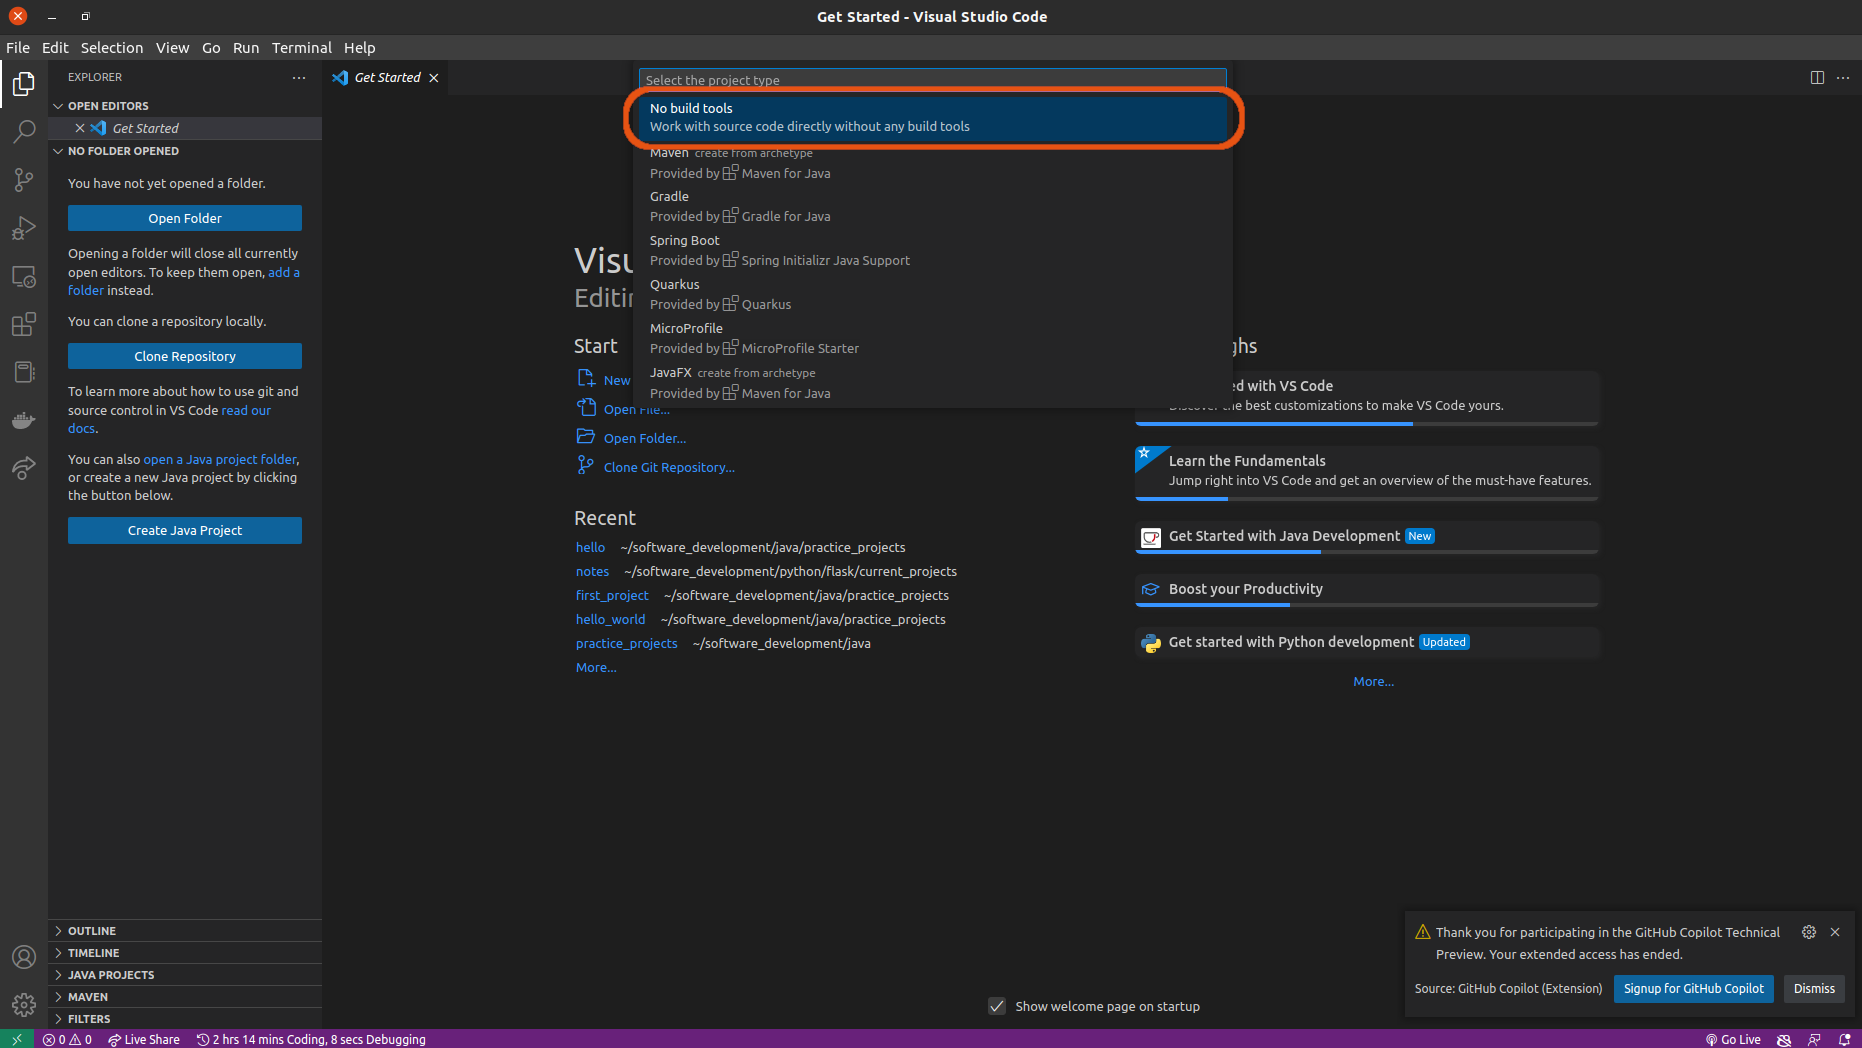 Get Started - Visual Studio Code
File Edit Selection View Go Run Terminal Help
EXPLORER
OPEN EDITORS
Get Started
NO FOLDER OPENED
You have not yet opened a folder.
Open Folder
Opening a folder will close all currently
open editors. To keep them open, add a
folder instead.
You can clone a repository locally.
Clone Repository
To learn more about how to use git and
source control in VS Code read our
docs.
You can also open a Java project folder,
or create a new Java project by clicking
the button below.
Create Java Project
OUTLINE
TIMELINE
JAVA PROJECTS
MAVEN
FILTERS
Get Started
Select the project type
No build tools
Work with source code directly without any build tools
Maven create from archetype
Provided by Maven for Java
Gradle
Provided by Gradle for Java
Spring Boot
Provided by Spring Initializr Java Support
Quarkus
Provided by Quarkus
MicroProfile
Provided by MicroProfile Starter
JavaFX create from archetype
Provided by Maven for Java
Start
New
Open File...
Open Folder...
Clone Git Repository...
Recent
hello ~/software_development/java/practice_projects
notes ~/software_development/python/flask/current_projects
first_project ~/software_development/java/practice_projects
hello_world ~/software_development/java/practice_projects
practice_projects ~/software_development/java
More...
with VS Code
Discover the best customizations to make VS Code yours.
Learn the Fundamentals
Jump right into VS Code and get an overview of the must-have features.
Get Started with Java Development New
Boost your Productivity
Get started with Python development Updated
More...
Show welcome page on startup
Thank you for participating in the GitHub Copilot Technical
Preview. Your extended access has ended.
Source: GitHub Copilot (Extension) Signup for GitHub Copilot Dismiss
0 0 Live Share 2 hrs 14 mins Coding, 8 secs Debugging Go Live